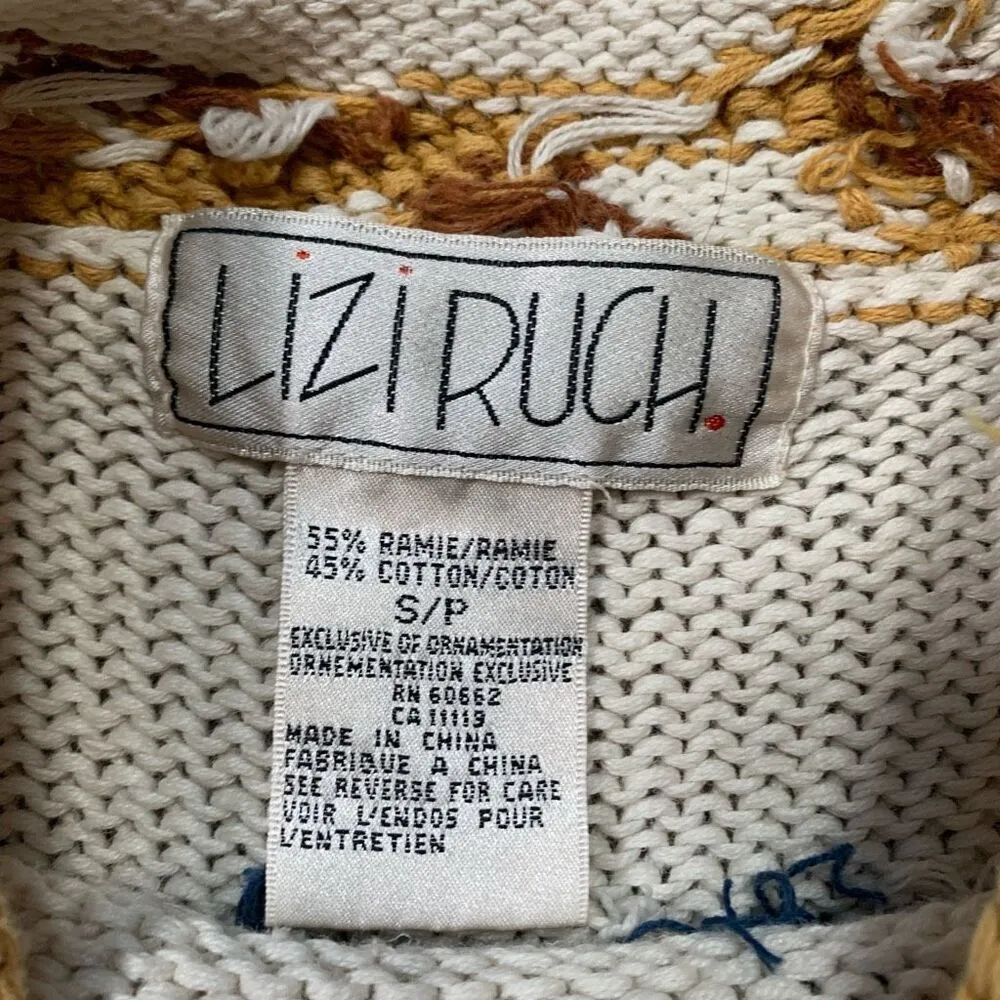 LiZi RUCH.
55% RAMIE/RAMIE
45% COTTON/COTON
S/P
EXCLUSIVE OF ORNAMENTATION
ORNEMENTATION EXCLUSIVE
RN 60662
CA 11119
MADE IN CHINA
FABRIQUE A CHINA
SEE REVERSE FOR CARE
VOIR L'ENDOS POUR
L'ENTRETIEN